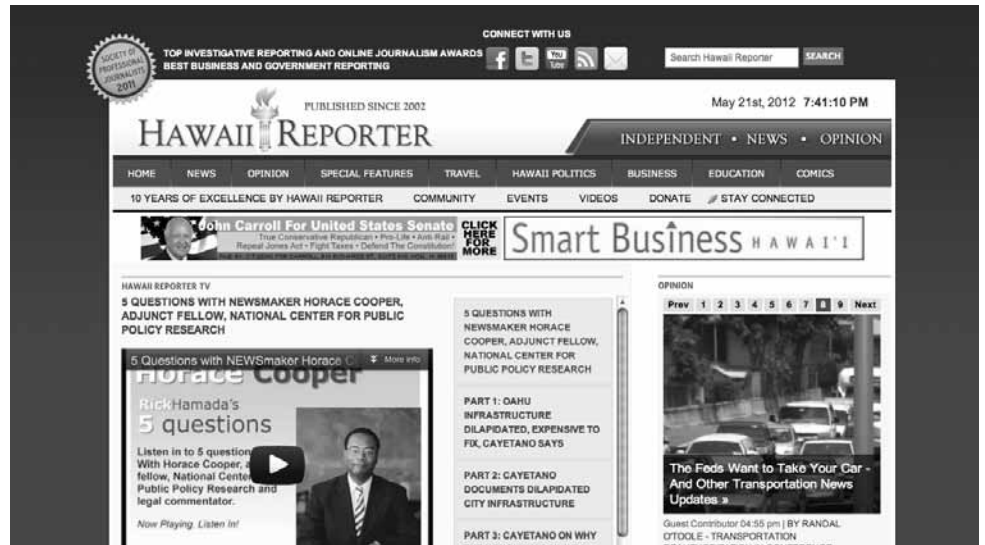 CONNECT WITH US
SOCIETY OF
PROFESSIONAL
JOURNALISTS
2011
TOP INVESTIGATIVE REPORTING AND ONLINE JOURNALISM AWARDS
BEST BUSINESS AND GOVERNMENT REPORTING
You
Tube
Search Hawaii Reporter
SEARCH
PUBLISHED SINCE 2002
HAWAII REPORTER
May 21st, 2012 7:41:10 PM
INDEPENDENT • NEWS • OPINION
HOME NEWS OPINION SPECIAL FEATURES TRAVEL HAWAII POLITICS BUSINESS EDUCATION COMICS
10 YEARS OF EXCELLENCE BY HAWAII REPORTER COMMUNITY EVENTS VIDEOS DONATE STAY CONNECTED
John Carroll For United States Senate
True Conservative Republican • Pro-Life • Anti Rail •
Repeal Jones Act • Fight Taxes • Defend The Constitution!
CLICK
HERE
FOR
MORE
Smart Business HAWAI'I
HAWAII REPORTER TV
5 QUESTIONS WITH NEWSMAKER HORACE COOPER,
ADJUNCT FELLOW, NATIONAL CENTER FOR PUBLIC
POLICY RESEARCH
5 Questions with NEWSmaker Horace C
More info
Horace Cooper
RickHamada's
5 questions
Listen in to 5 question
With Horace Cooper, a
fellow, National Cente
Public Policy Research and
legal commentator.
Now Playing. Listen In!
5 QUESTIONS WITH
NEWSMAKER HORACE
COOPER, ADJUNCT FELLOW,
NATIONAL CENTER FOR
PUBLIC POLICY RESEARCH
PART 1: OAHU
INFRASTRUCTURE
DILAPIDATED, EXPENSIVE TO
FIX, CAYETANO SAYS
PART 2: CAYETANO
DOCUMENTS DILAPIDATED
CITY INFRASTRUCTURE
PART 3: CAYETANO ON WHY
OPINION
Prev 1 2 3 4 5 6 7 8 9 Next
The Feds Want to Take Your Car -
And Other Transportation News
Updates »
Guest Contributor 04:55 pm | BY RANDAL
O'TOOLE - TRANSPORTATION